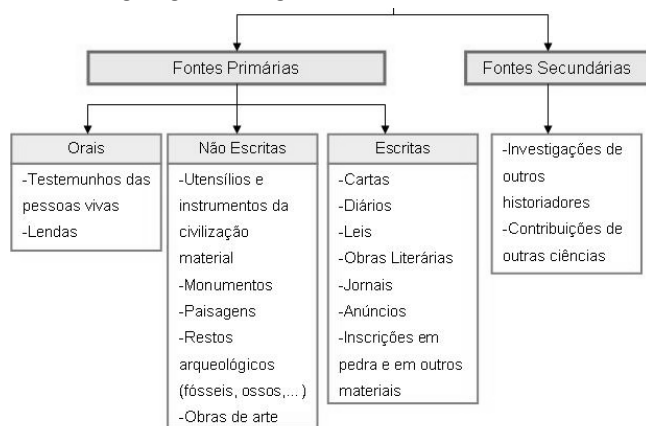 Fontes Primárias
Fontes Secundárias
Orais
-Testemunhos das
pessoas vivas
-Lendas
Não Escritas
-Utensílios e
instrumentos da
civilização
material
-Monumentos
-Paisagens
-Restos
arqueológicos
(fósseis, ossos,...)
-Obras de arte
Escritas
-Cartas
-Diários
-Leis
-Obras Literárias
-Jornais
-Anúncios
-Inscrições em
pedra e em outros
materiais
-Investigações de
outros
historiadores
-Contribuições de
outras ciências